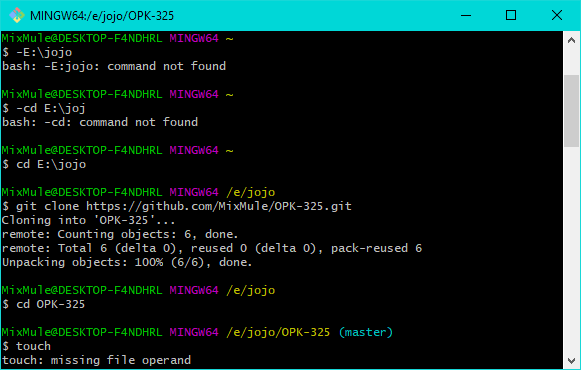 MINGW64:/e/jojo/OPK-325
MixMule@DESKTOP-F4NDHRL MINGW64 ~
$ -E:\jojo
bash: -E:jojo: command not found
MixMule@DESKTOP-F4NDHRL MINGW64 ~
$ -cd E:\joj
bash: -cd: command not found
MixMule@DESKTOP-F4NDHRL MINGW64 ~
$ cd E:\jojo
MixMule@DESKTOP-F4NDHRL MINGW64 /e/jojo
$ git clone https://github.com/MixMule/OPK-325.git
Cloning into 'OPK-325'...
remote: Counting objects: 6, done.
remote: Total 6 (delta 0), reused 0 (delta 0), pack-reused 6
Unpacking objects: 100% (6/6), done.
MixMule@DESKTOP-F4NDHRL MINGW64 /e/jojo
$ cd OPK-325
MixMule@DESKTOP-F4NDHRL MINGW64 /e/jojo/OPK-325 (master)
$ touch
touch: missing file operand